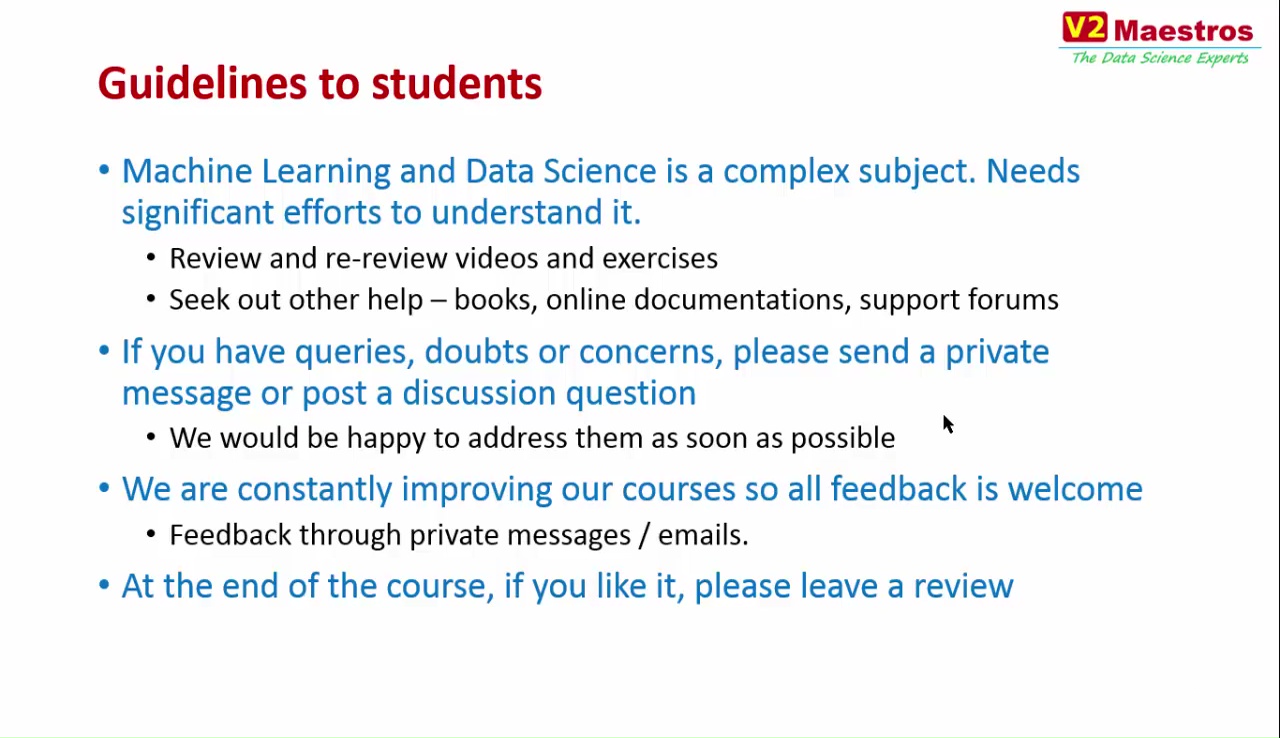 V2 Maestros
The Data Science Experts
Guidelines to students
• Machine Learning and Data Science is a complex subject. Needs
significant efforts to understand it.
• Review and re-review videos and exercises
• Seek out other help – books, online documentations, support forums
• If you have queries, doubts or concerns, please send a private
message or post a discussion question
• We would be happy to address them as soon as possible
• We are constantly improving our courses so all feedback is welcome
• Feedback through private messages / emails.
• At the end of the course, if you like it, please leave a review